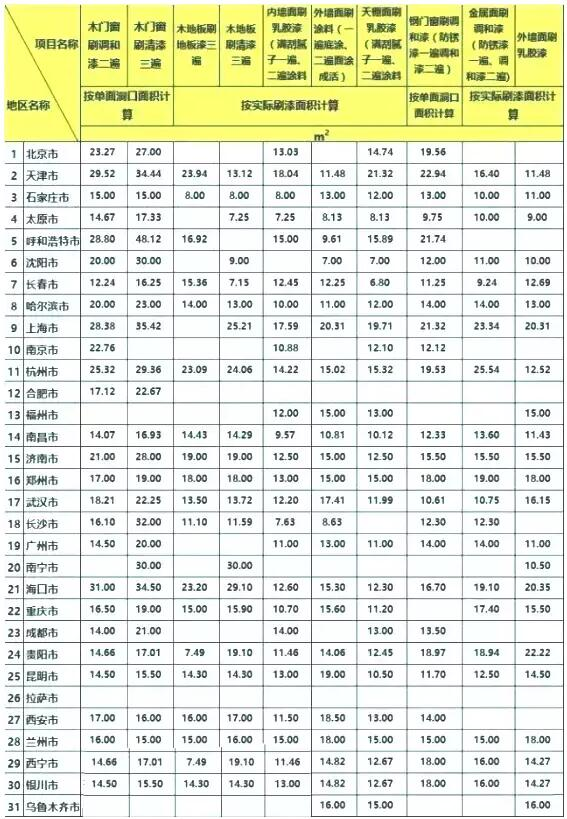 项目名称
地区名称
木门窗刷调和漆二遍 木门窗刷清漆三遍 木地板刷地板漆三遍 木地板刷清漆三遍 内墙面刷乳胶漆（满刮腻子一遍、二遍涂料 外墙面刷涂料（一遍底涂、二遍面涂成活） 天棚面刷乳胶漆（满刮腻子一遍、二遍涂料 钢门窗刷调和漆（防锈漆一遍调和漆二遍） 金属面刷调和漆（防锈漆一遍、调和漆二遍） 外墙面刷乳胶漆
按单面洞口面积计算 按实际刷漆面积计算 按单面洞口面积计算 按实际刷漆面积计算
m²
1 北京市 23.27 27.00 13.03 14.74 19.56
2 天津市 29.52 34.44 23.94 13.12 18.04 11.48 21.32 22.94 16.40 11.48
3 石家庄市 15.00 15.00 8.00 8.00 8.00 13.00 12.00 13.00 10.00 11.00
4 太原市 14.67 17.33 7.25 7.25 8.13 8.13 9.75 10.00 9.00
5 呼和浩特市 28.80 48.12 16.92 15.00 9.61 15.89 21.74
6 沈阳市 20.00 30.00 9.00 7.00 7.00 12.00 11.00 10.00
7 长春市 12.24 16.25 15.36 7.15 12.45 12.25 6.80 11.25 9.24 12.69
8 哈尔滨市 20.00 23.00 14.00 13.00 10.00 11.00 12.00 14.00 14.00 13.00
9 上海市 28.38 35.42 25.21 17.59 20.31 19.71 21.32 23.34 20.31
10 南京市 22.76 10.88 12.10 12.12
11 杭州市 25.32 29.36 23.09 24.06 14.22 15.02 15.32 19.53 25.54 12.52
12 合肥市 17.12 22.67
13 福州市 12.00 15.00 13.00 15.00
14 南昌市 14.07 16.93 14.43 14.29 9.57 10.81 10.12 12.33 13.60 11.43
15 济南市 21.00 28.00 19.00 19.00 12.50 15.00 12.50 15.50 15.50 15.50
16 郑州市 17.00 19.00 18.00 18.00 13.00 15.00 15.00 18.00 19.00 18.00
17 武汉市 18.21 22.25 13.50 13.72 12.20 17.41 11.99 10.61 10.75 16.15
18 长沙市 16.10 32.00 11.10 11.59 7.63 8.63 12.30 12.30
19 广州市 14.50 20.00 11.00 13.00 11.00 14.00 14.00 11.00
20 南宁市 30.00 30.00 10.50
21 海口市 31.00 34.50 23.20 29.10 12.60 15.30 12.30 16.70 19.10 20.35
22 重庆市 16.50 19.00 15.00 15.90 10.70 15.60 11.20 17.40 15.50
23 成都市 14.00 21.00 14.00 13.00 13.50
24 贵阳市 14.66 17.01 7.49 19.10 11.46 14.06 12.45 18.97 18.94 22.22
25 昆明市 14.50 15.50 14.30 14.30 13.00 19.00 10.50 11.70 12.50 14.50
26 拉萨市
27 西安市 17.00 16.00 16.00 17.00 11.50 18.50 13.00 14.00
28 兰州市 16.00 15.00 16.00 15.00 15.00 18.00 15.00 15.00 15.00 18.00
29 西宁市 14.66 17.01 7.49 19.10 11.46 14.82 12.67 18.00 16.00 14.27
30 银川市 14.50 15.50 14.30 14.30 13.00 14.82 12.67 18.00 16.00 14.27
31 乌鲁木齐市 16.00 15.00 16.00